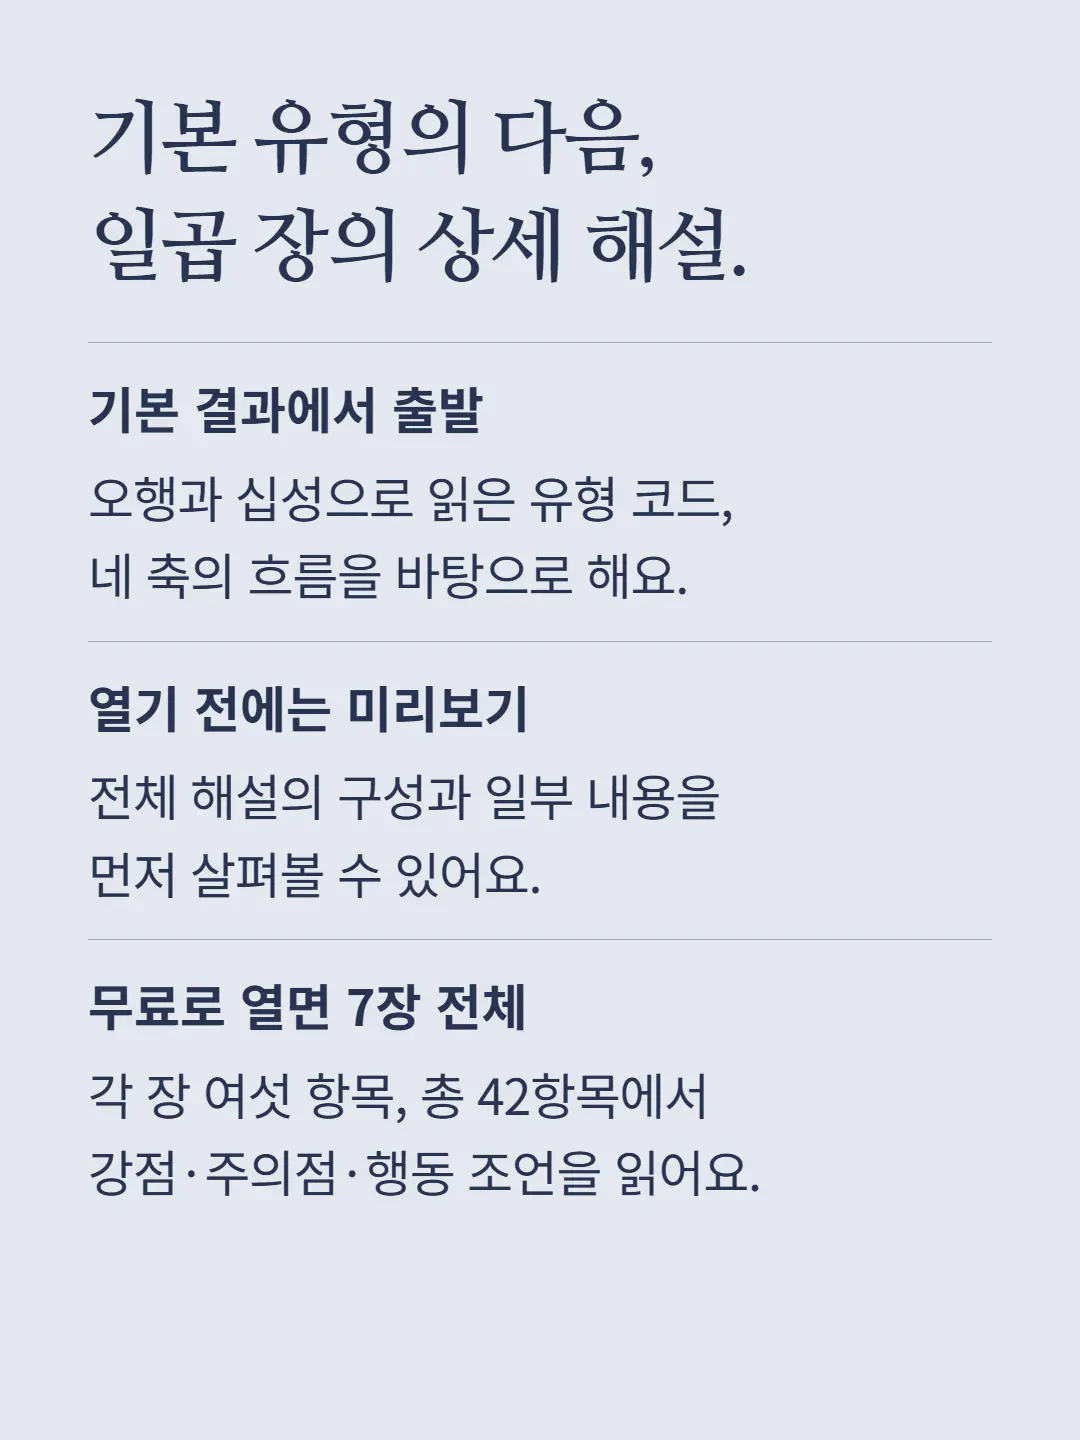 기본 유형의 다음,
일곱 장의 상세 해설.
기본 결과에서 출발
오행과 십성으로 읽은 유형 코드,
네 축의 흐름을 바탕으로 해요.
열기 전에는 미리보기
전체 해설의 구성과 일부 내용을
먼저 살펴볼 수 있어요.
무료로 열면 7장 전체
각 장 여섯 항목, 총 42항목에서
강점·주의점·행동 조언을 읽어요.